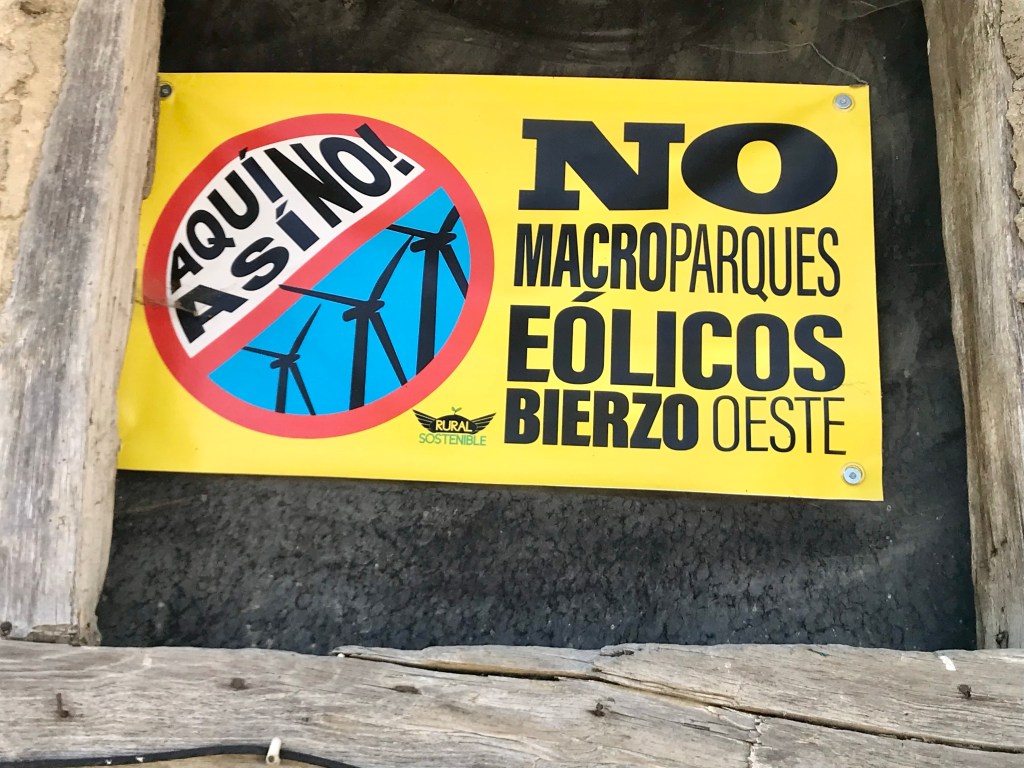 AQUÍ
ASÍ NO!
NO
MACROPARQUES
EÓLICOS
BIERZO OESTE
RURAL
SOSTENIBLE